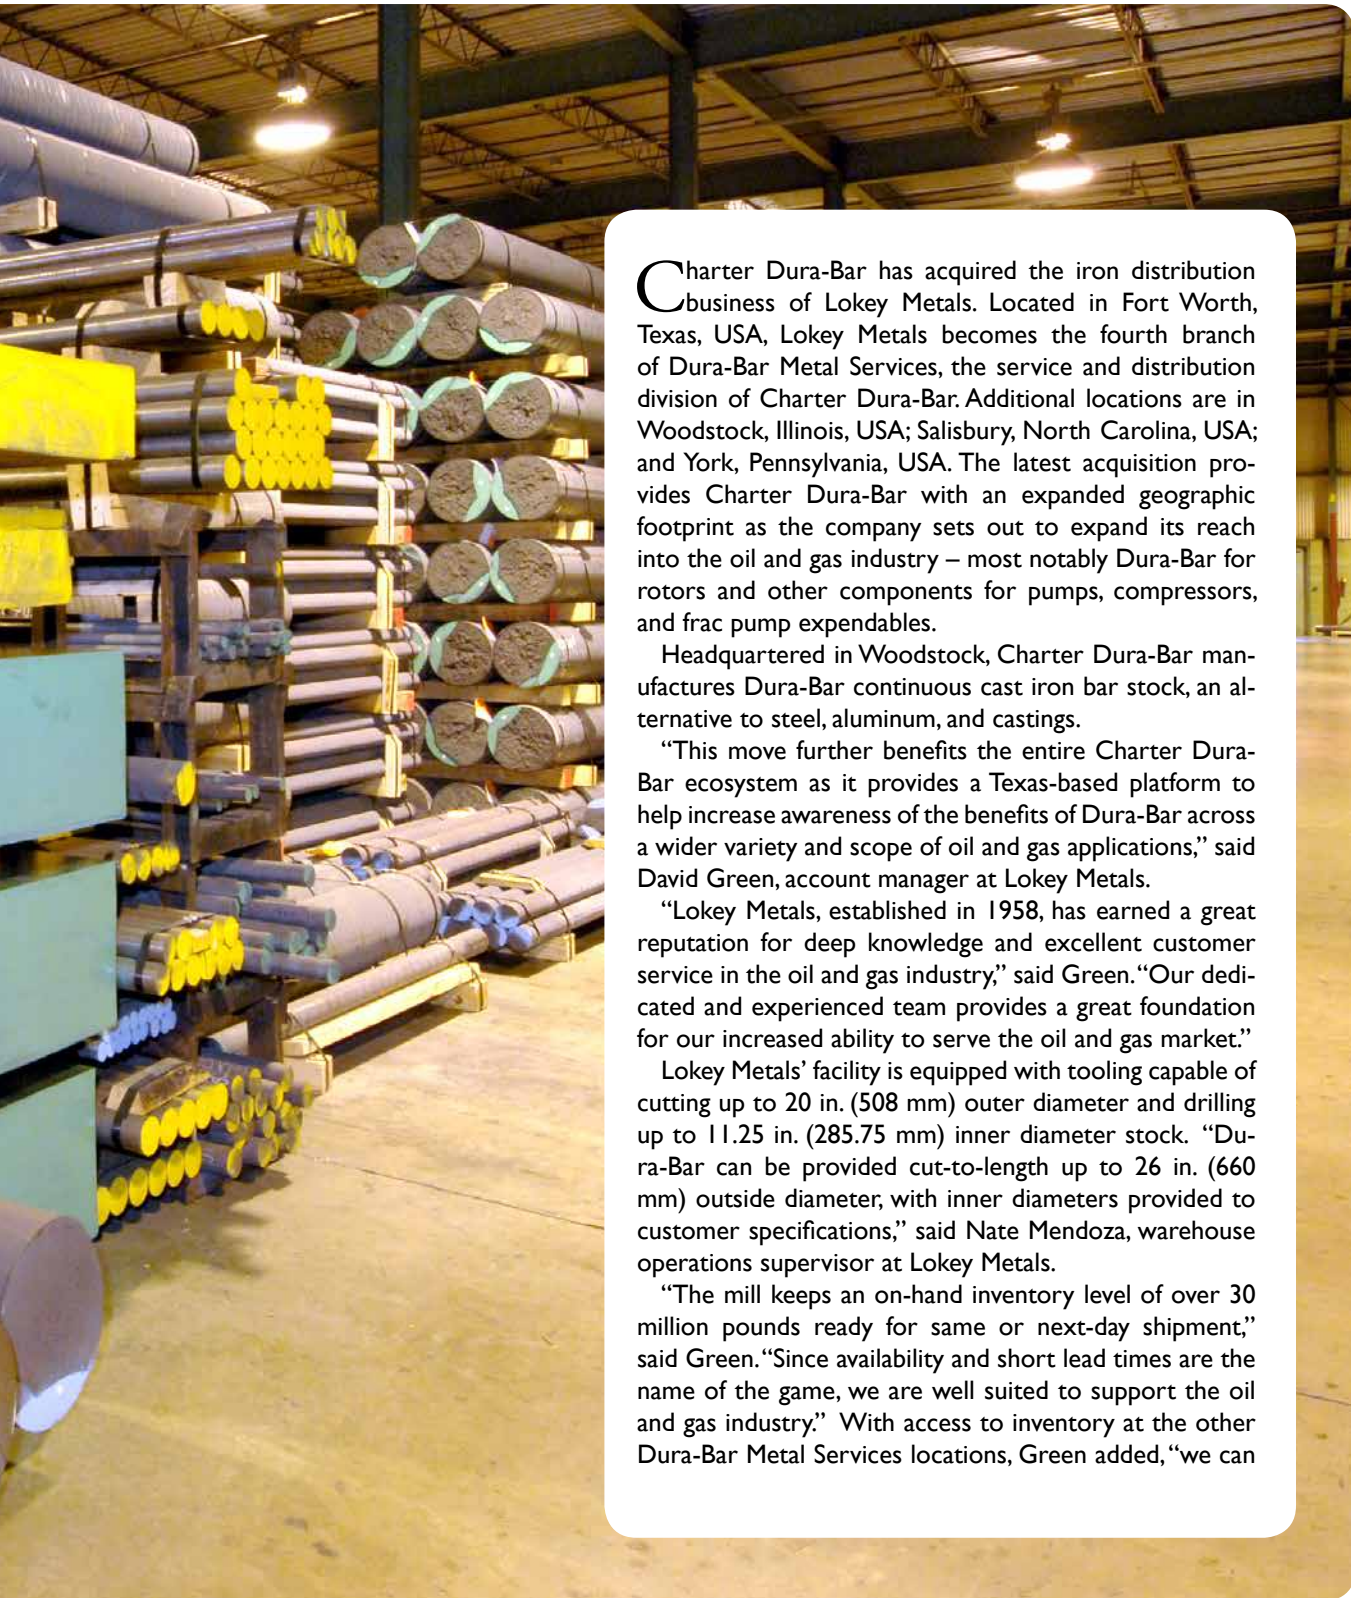 Charter Dura-Bar has acquired the iron distribution
business of Lokey Metals. Located in Fort Worth,
Texas, USA, Lokey Metals becomes the fourth branch
of Dura-Bar Metal Services, the service and distribution
division of Charter Dura-Bar. Additional locations are in
Woodstock, Illinois, USA; Salisbury, North Carolina, USA;
and York, Pennsylvania, USA. The latest acquisition pro-
vides Charter Dura-Bar with an expanded geographic
footprint as the company sets out to expand its reach
into the oil and gas industry – most notably Dura-Bar for
rotors and other components for pumps, compressors,
and frac pump expendables.
Headquartered in Woodstock, Charter Dura-Bar man-
ufactures Dura-Bar continuous cast iron bar stock, an al-
ternative to steel, aluminum, and castings.
“This move further benefits the entire Charter Dura-
Bar ecosystem as it provides a Texas-based platform to
help increase awareness of the benefits of Dura-Bar across
a wider variety and scope of oil and gas applications,” said
David Green, account manager at Lokey Metals.
“Lokey Metals, established in 1958, has earned a great
reputation for deep knowledge and excellent customer
service in the oil and gas industry,” said Green. “Our dedi-
cated and experienced team provides a great foundation
for our increased ability to serve the oil and gas market.”
Lokey Metals’ facility is equipped with tooling capable of
cutting up to 20 in. (508 mm) outer diameter and drilling
up to 11.25 in. (285.75 mm) inner diameter stock. “Du-
ra-Bar can be provided cut-to-length up to 26 in. (660
mm) outside diameter, with inner diameters provided to
customer specifications,” said Nate Mendoza, warehouse
operations supervisor at Lokey Metals.
“The mill keeps an on-hand inventory level of over 30
million pounds ready for same or next-day shipment,”
said Green. “Since availability and short lead times are the
name of the game, we are well suited to support the oil
and gas industry.” With access to inventory at the other
Dura-Bar Metal Services locations, Green added, “we can